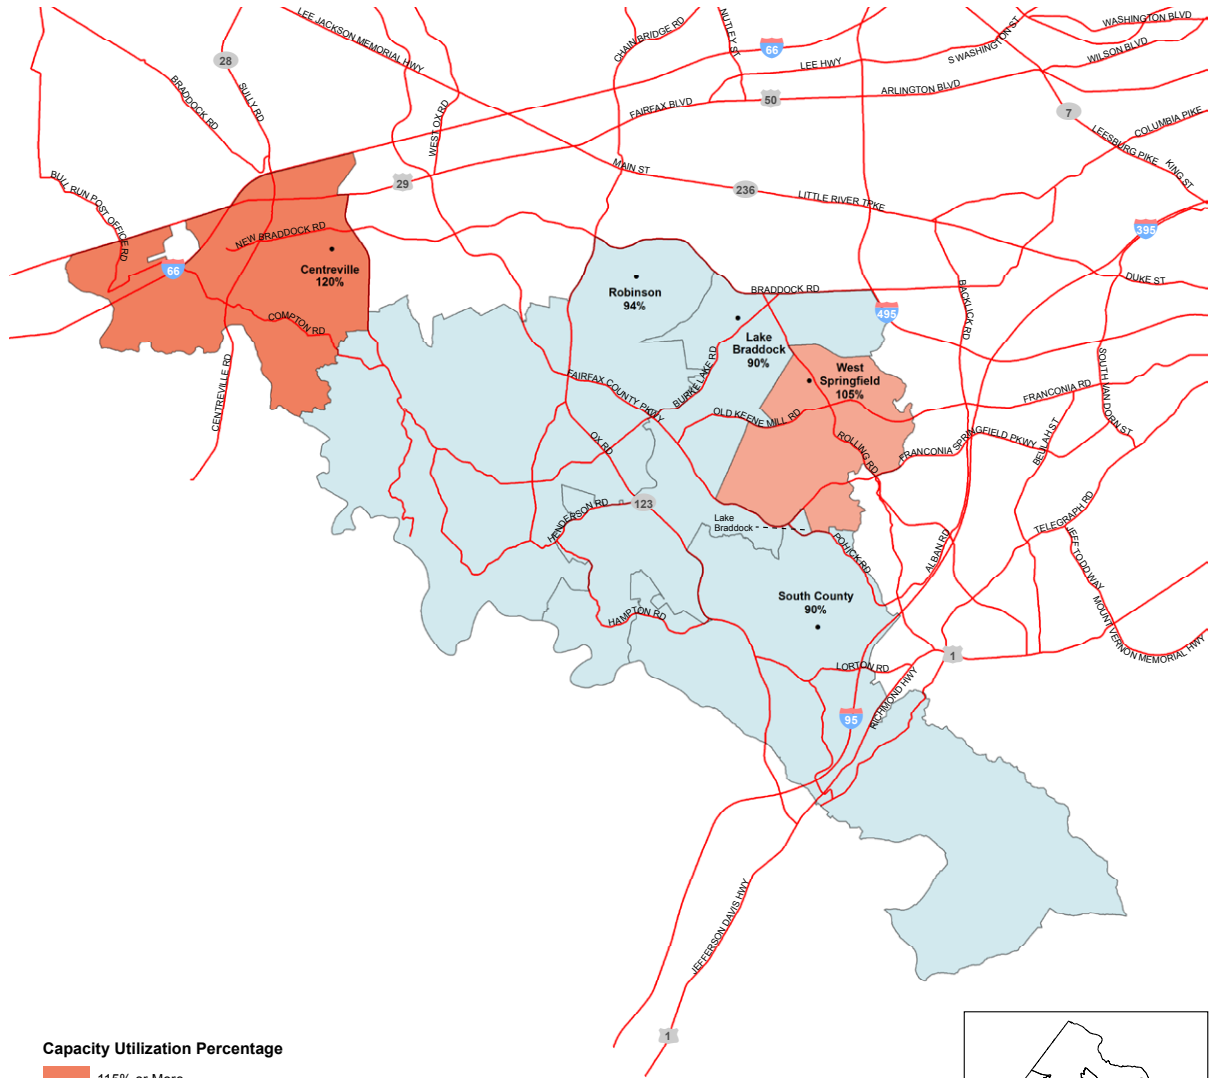 LEE JACKSON MEMORIAL HWY
CHAIN BRIDGE RD
NUTLEY ST
66
S WASHINGTON ST
WASHINGTON BLVD
WILSON BLVD
LEE HWY
28
BRADDOCK RD
SULLY RD
WEST OX RD
FAIRFAX BLVD
50
ARLINGTON BLVD
7
COLUMBIA PIKE
LEESBURG PIKE
KING ST
MAIN ST
29
236
LITTLE RIVER TPKE
BULL RUN POST OFFICE RD
NEW BRADDOCK RD
395
66
Centreville
120%
Robinson
94%
BRADDOCK RD
BACKLICK RD
DUKE ST
495
COMPTON RD
Lake
Braddock
90%
BURKE LAKE RD
West
Springfield
105%
CENTREVILLE RD
FAIRFAX COUNTY PKWY
OLD KEENE MILL RD
FRANCONIA RD
SOUTH VAN DORN ST
OX RD
ROLLING RD
FRANCONIA SPRINGFIELD PKWY
BEULAH ST
123
HENDERSON RD
Lake
Braddock
POHICK RD
ALBAN RD
TELEGRAPH RD
JEFF TODD WAY
South County
90%
HAMPTON RD
MOUNT VERNON MEMORIAL HWY
LORTON RD
1
RICHMOND HWY
95
JEFFERSON DAVIS HWY
1
Capacity Utilization Percentage
115% or More